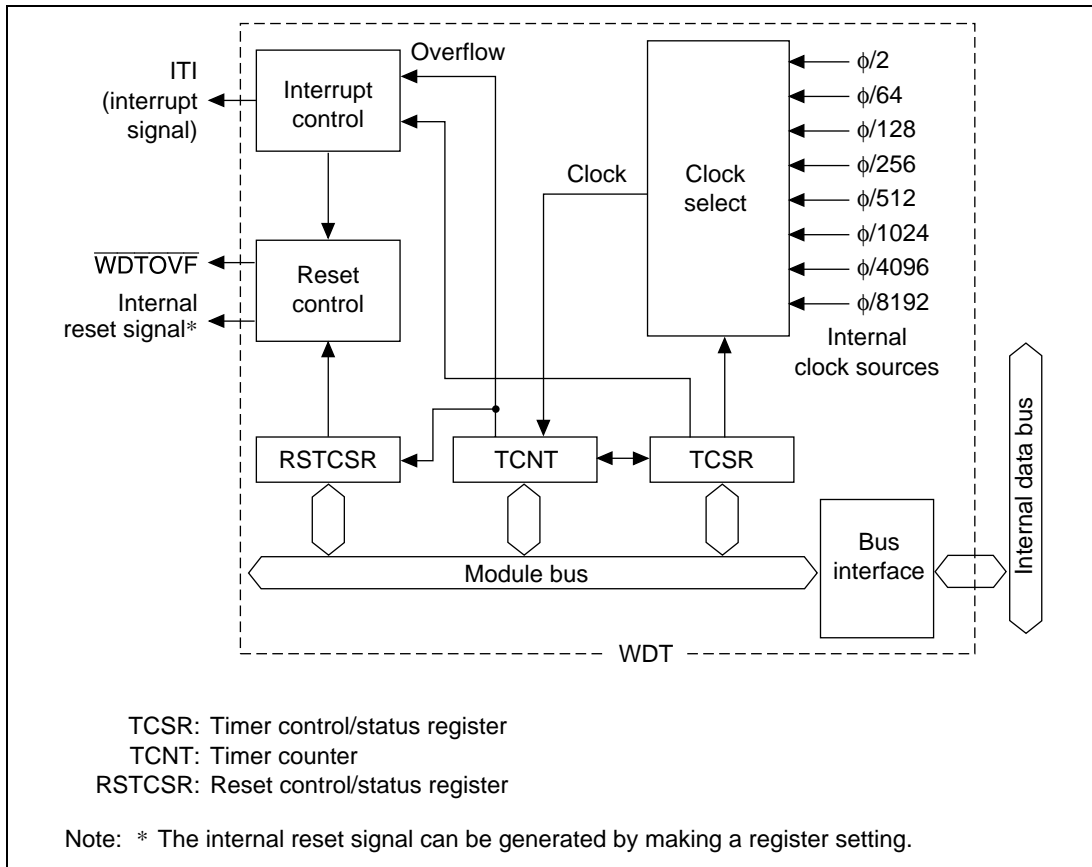 Overflow
ITI
(interrupt
signal)
Interrupt
control
WDTOVF
Internal
reset signal*
Reset
control
Clock
Clock
select
ϕ/2
ϕ/64
ϕ/128
ϕ/256
ϕ/512
ϕ/1024
ϕ/4096
ϕ/8192
Internal
clock sources
RSTCSR
TCNT
TCSR
Module bus
Bus
interface
Internal data bus
WDT
TCSR: Timer control/status register
TCNT: Timer counter
RSTCSR: Reset control/status register
Note: * The internal reset signal can be generated by making a register setting.